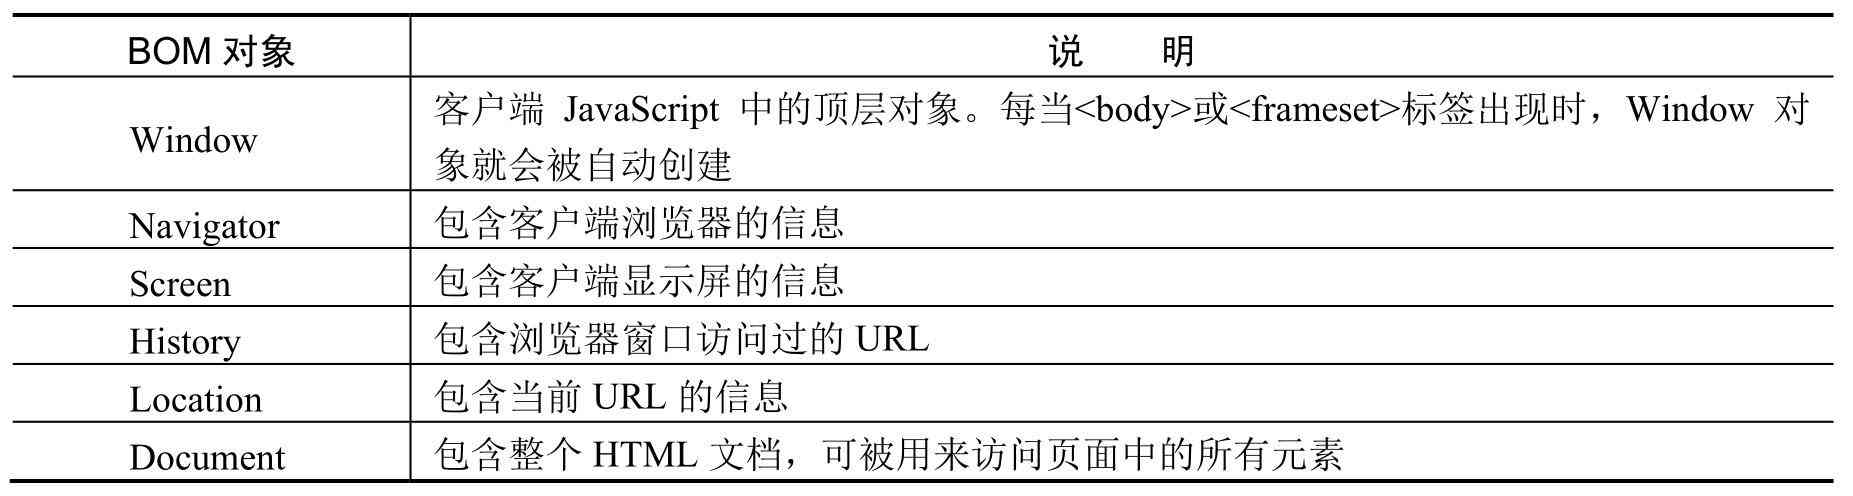 BOM 对象 说 明
Window 客户端 JavaScript 中的顶层对象。每当<body>或<frameset>标签出现时，Window 对
象就会被自动创建
Navigator 包含客户端浏览器的信息
Screen 包含客户端显示屏的信息
History 包含浏览器窗口访问过的 URL
Location 包含当前 URL 的信息
Document 包含整个 HTML 文档，可被用来访问页面中的所有元素